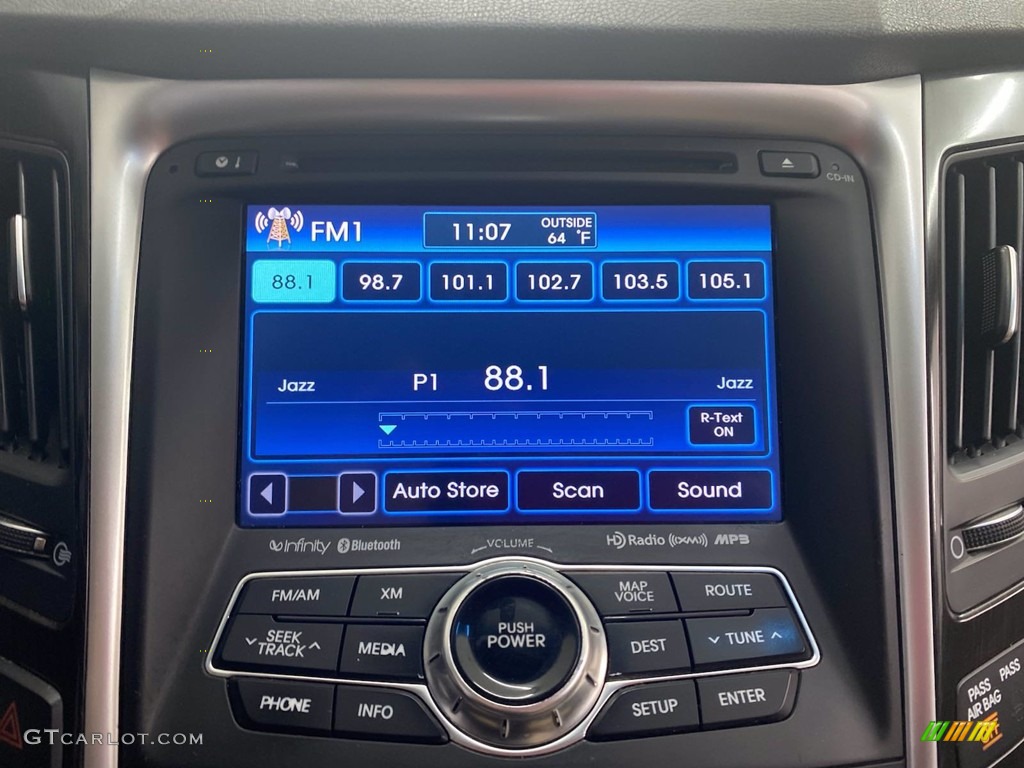 CD-IN
FM1
11:07
OUTSIDE
64 °F
88.1 98.7 101.1 102.7 103.5 105.1
Jazz P1 88.1 Jazz
R-Text
ON
Auto Store Scan Sound
Infinity Bluetooth VOLUME HD Radio ((XM)) MP3
FM/AM XM MAP
VOICE ROUTE
SEEK
TRACK MEDIA PUSH
POWER DEST TUNE
PHONE INFO SETUP ENTER
PASS
AIR BAG
PASS
GTCARLOT.COM